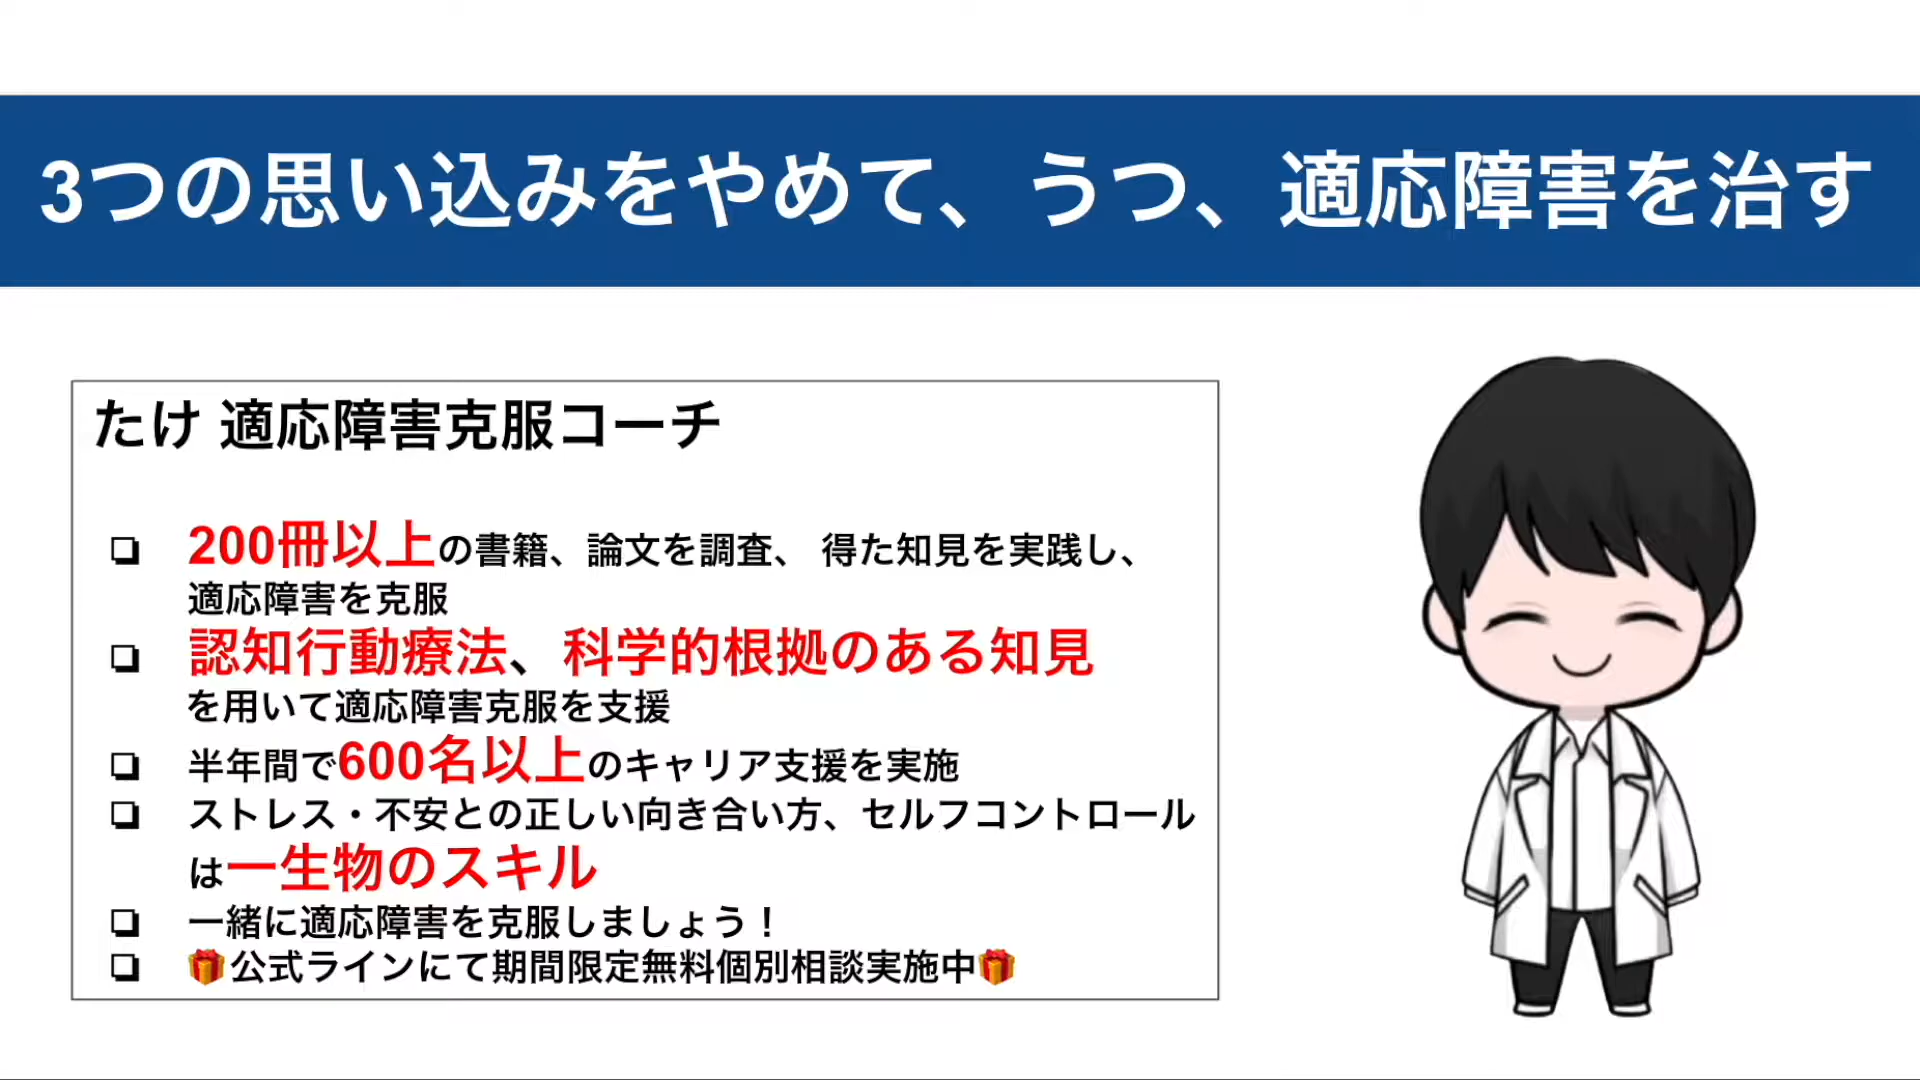 3つの思い込みをやめて、うつ、適応障害を治す
たけ 適応障害克服コーチ
❏ 200冊以上の書籍、論文を調査、 得た知見を実践し、
適応障害を克服
❏ 認知行動療法、科学的根拠のある知見
を用いて適応障害克服を支援
❏ 半年間で600名以上のキャリア支援を実施
❏ ストレス・不安との正しい向き合い方、セルフコントロール
は一生物のスキル
❏ 一緒に適応障害を克服しましょう！
❏ 🎁公式ラインにて期間限定無料個別相談実施中🎁